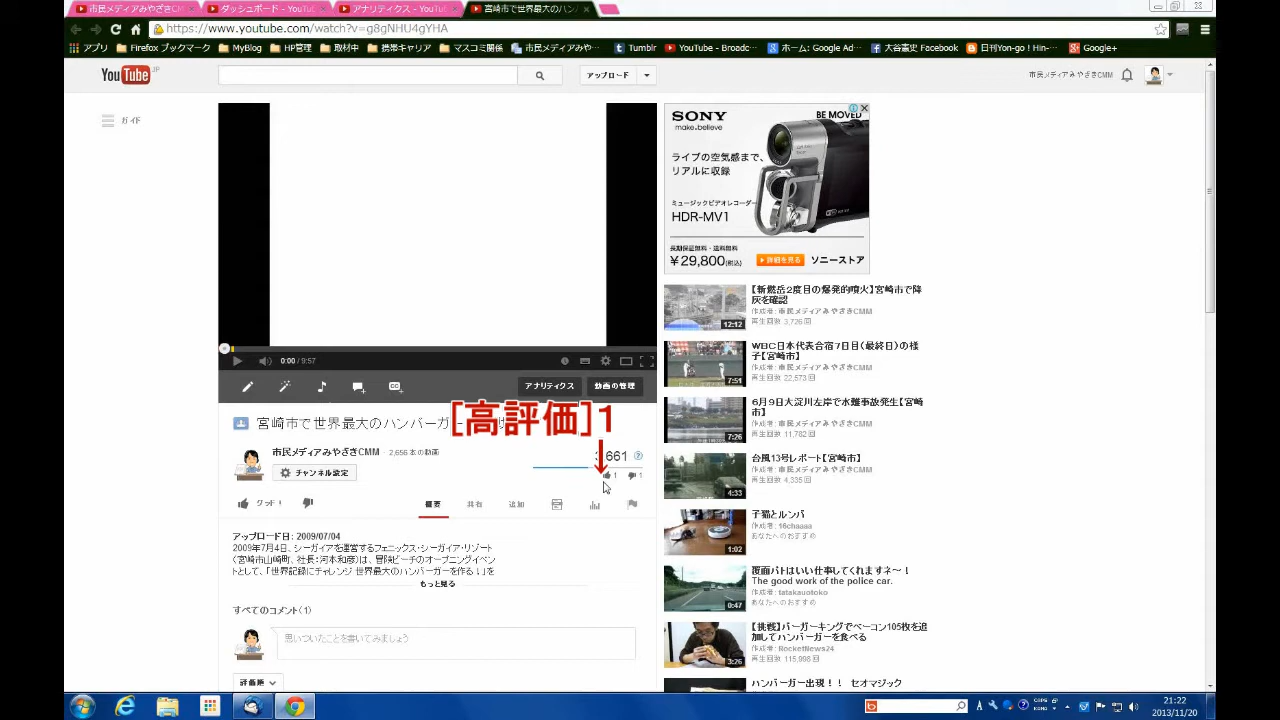 市民メディアみやざきC
ダッシュボード - YouTu
アナリティクス - YouTu
宮崎市で世界最大のハン
https://www.youtube.com/watch?v=g8gNHU4gYHA
アプリ
Firefox ブックマーク
MyBlog
HP管理
取材中
携帯キャリア
マスコミ関係
市民メディアみや...
Tumblr
YouTube - Broadc...
ホーム: Google Ad...
大谷憲史 Facebook
日刊Yon-go！Hin-...
Google+
YouTube JP
アップロード
市民メディアみやざきCMM
ガイド
SONY
make.believe
BE MOVED
ライブの空気感まで、
リアルに収録
ミュージックビデオレコーダー
HDR-MV1
長期保証無料・送料無料
¥29,800(税込)
詳細を見る
ソニーストア
0:00 / 9:57
アナリティクス
動画の管理
[高評価]1
宮崎市で世界最大のハンバーガ
市民メディアみやざきCMM
2,656 本の動画
チャンネル設定
661
1
1
グッド！
概要
共有
追加
アップロード日: 2009/07/04
2009年7月4日、シーガイアを運営するフェニックス・シーガイア・リゾート
（宮崎市山崎町、社長：河本和彦）は、冒険ビーチのオープニングイベン
トとして、「世界記録にチャレンジ 世界最大のハンバーガーを作る！」を
もっと見る
すべてのコメント（1）
思いついたことを書いてみましょう
評価順
【新燃岳2度目の爆発的噴火】宮崎市で降
灰を確認
作成者: 市民メディアみやざきCMM
再生回数 3,726 回
12:12
WBC日本代表合宿7日目（最終日）の様
子【宮崎市】
作成者: 市民メディアみやざきCMM
再生回数 22,573 回
7:51
6月9日大淀川左岸で水難事故発生【宮崎
市】
作成者: 市民メディアみやざきCMM
再生回数 11,782 回
7:26
台風13号レポート【宮崎市】
作成者: 市民メディアみやざきCMM
再生回数 4,335 回
4:33
子猫とルンバ
作成者: 16chaaaa
あなたへのおすすめ
1:02
覆面パトはいい仕事してくれますネ～！
The good work of the police car.
作成者: tatakauotoko
あなたへのおすすめ
0:47
【挑戦】バーガーキングでベーコン105枚を追
加してハンバーガーを食べる
作成者: RocketNews24
再生回数 115,998 回
3:26
ハンバーガー出現！！ セオマジック
21:22
2013/11/20